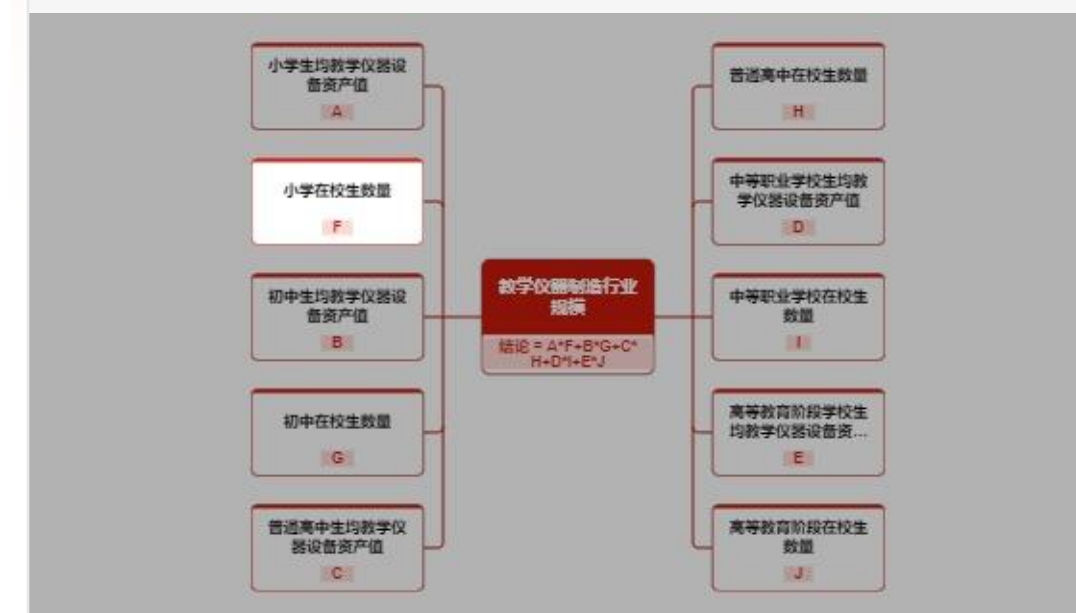 小学生均教学仪器设
备资产值
A
小学在校生数量
F
初中生均教学仪器设
备资产值
B
初中在校生数量
G
普通高中生均教学仪
器设备资产值
C
教学仪器制造行业
规模
结论 = A*F+B*G+C*
H+D*I+E*J
普通高中在校生数量
H
中等职业学校生均教
学仪器设备资产值
D
中等职业学校在校生
数量
I
高等教育阶段学校生
均教学仪器设备资...
E
高等教育阶段在校生
数量
J